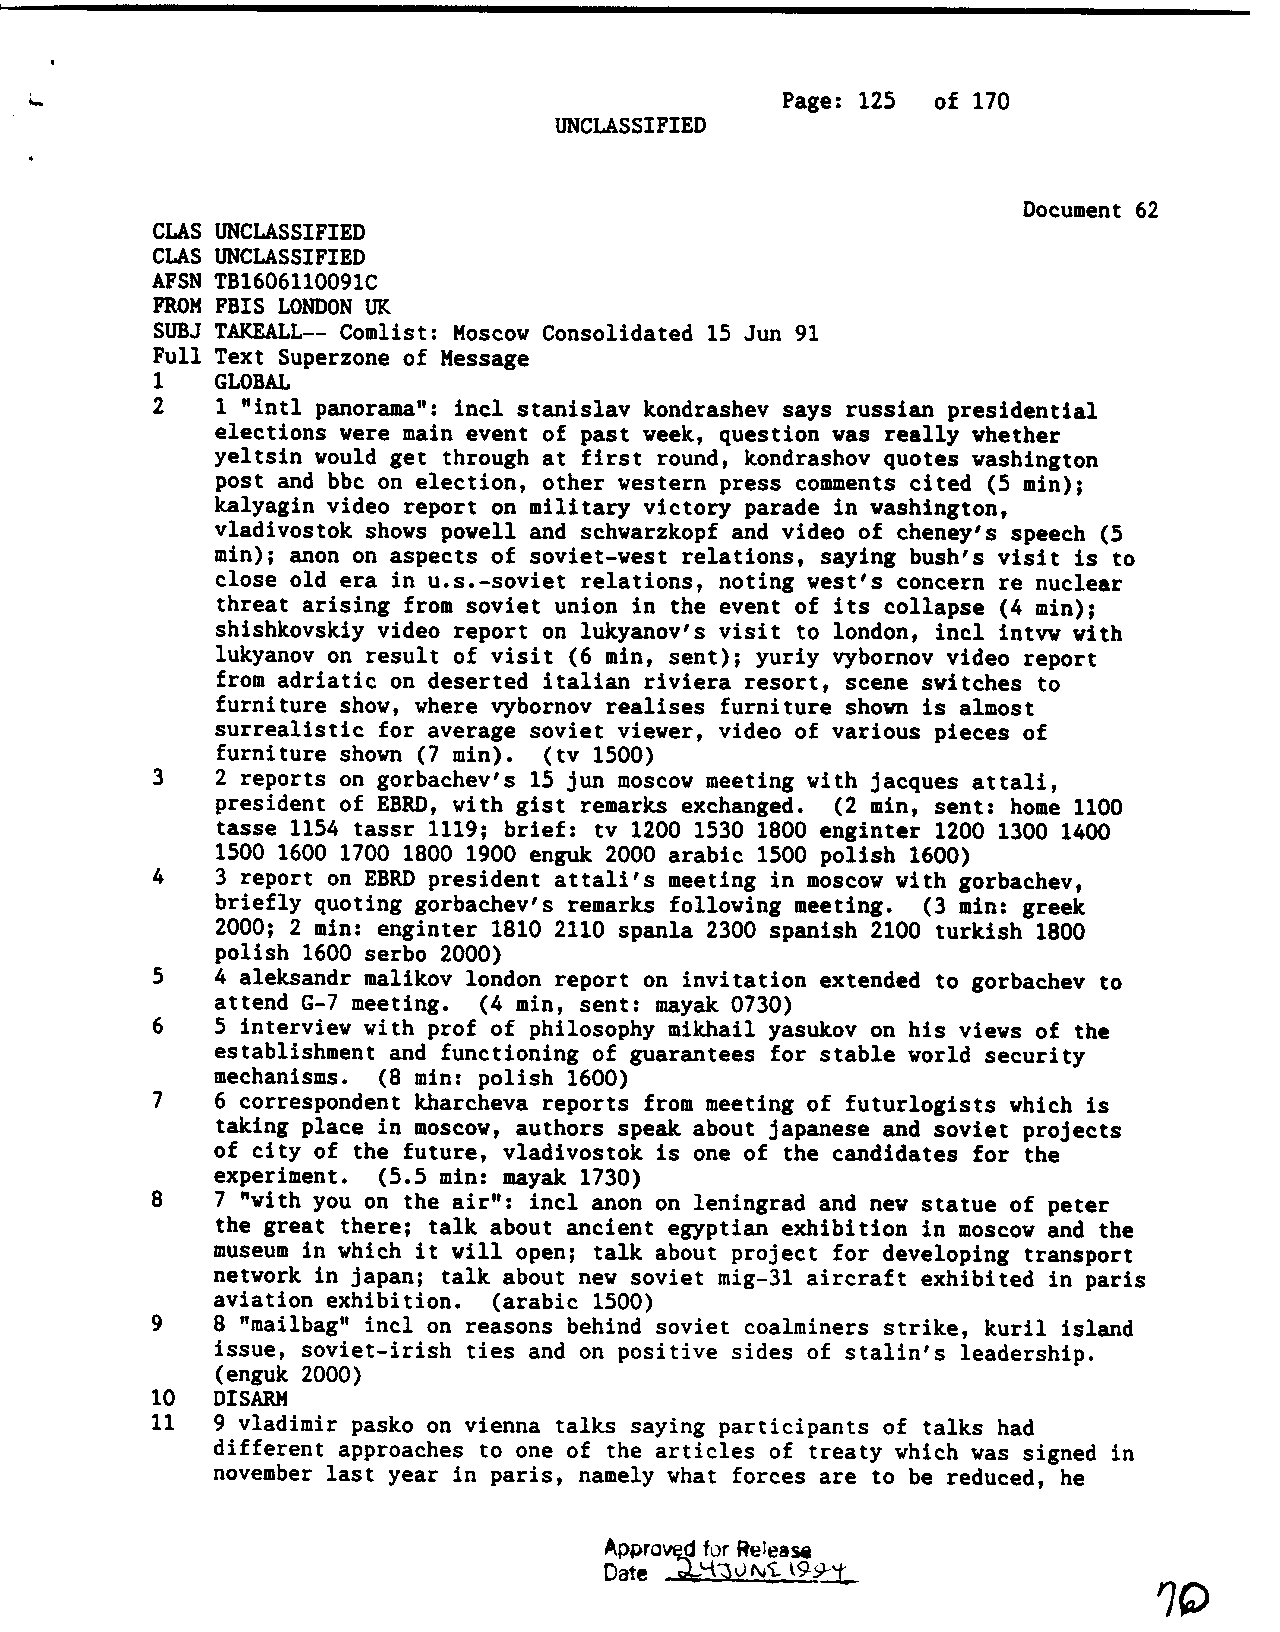 Page: 125 of 170
UNCLASSIFIED
Document 62
CLAS UNCLASSIFIED
CLAS UNCLASSIFIED
AFSN TB1606110091C
FROM FBIS LONDON UK
SUBJ TAKEALL-- Comlist: Moscow Consolidated 15 Jun 91
Full Text Superzone of Message
1 GLOBAL
2 1 "intl panorama": incl stanislav kondrashev says russian presidential
elections were main event of past week, question was really whether
yeltsin would get through at first round, kondrashov quotes washington
post and bbc on election, other western press comments cited (5 min);
kalyagin video report on military victory parade in washington,
vladivostok shows powell and schwarzkopf and video of cheney's speech (5
min); anon on aspects of soviet-west relations, saying bush's visit is to
close old era in u.s.-soviet relations, noting west's concern re nuclear
threat arising from soviet union in the event of its collapse (4 min);
shishkovskiy video report on lukyanov's visit to london, incl intvw with
lukyanov on result of visit (6 min, sent); yuriy vybornov video report
from adriatic on deserted italian riviera resort, scene switches to
furniture show, where vybornov realises furniture shown is almost
surrealistic for average soviet viewer, video of various pieces of
furniture shown (7 min). (tv 1500)
3 2 reports on gorbachev's 15 jun moscow meeting with jacques attali,
president of EBRD, with gist remarks exchanged. (2 min, sent: home 1100
tasse 1154 tassr 1119; brief: tv 1200 1530 1800 enginter 1200 1300 1400
1500 1600 1700 1800 1900 enguk 2000 arabic 1500 polish 1600)
4 3 report on EBRD president attali's meeting in moscow with gorbachev,
briefly quoting gorbachev's remarks following meeting. (3 min: greek
2000; 2 min: enginter 1810 2110 spanla 2300 spanish 2100 turkish 1800
polish 1600 serbo 2000)
5 4 aleksandr malikov london report on invitation extended to gorbachev to
attend G-7 meeting. (4 min, sent: mayak 0730)
6 5 interview with prof of philosophy mikhail yasukov on his views of the
establishment and functioning of guarantees for stable world security
mechanisms. (8 min: polish 1600)
7 6 correspondent kharcheva reports from meeting of futurlogists which is
taking place in moscow, authors speak about japanese and soviet projects
of city of the future, vladivostok is one of the candidates for the
experiment. (5.5 min: mayak 1730)
8 7 "with you on the air": incl anon on leningrad and new statue of peter
the great there; talk about ancient egyptian exhibition in moscow and the
museum in which it will open; talk about project for developing transport
network in japan; talk about new soviet mig-31 aircraft exhibited in paris
aviation exhibition. (arabic 1500)
9 8 "mailbag" incl on reasons behind soviet coalminers strike, kuril island
issue, soviet-irish ties and on positive sides of stalin's leadership.
(enguk 2000)
10 DISARM
11 9 vladimir pasko on vienna talks saying participants of talks had
different approaches to one of the articles of treaty which was signed in
november last year in paris, namely what forces are to be reduced, he
Approved for Release
Date 24 JUNE 1994
70